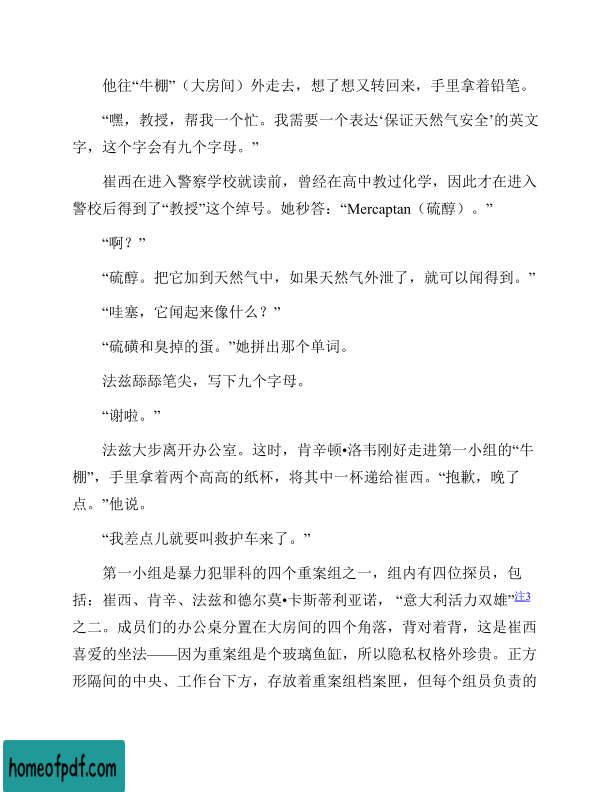 他往“牛棚”（大房间）外走去，想了想又转回来，手里拿着铅笔。
“嘿，教授，帮我一个忙。我需要一个表达‘保证天然气安全’的英文
字，这个字会有九个字母。”
崔西在进入警察学校就读前，曾经在高中教过化学，因此才在进入
警校后得到了“教授”这个绰号。她秒答：“Mercaptan（硫醇）。”
“啊？”
“硫醇。把它加到天然气中，如果天然气外泄了，就可以闻得到。”
“哇塞，它闻起来像什么？”
“硫磺和臭掉的蛋。”她拼出那个单词。
法兹舔舔笔尖，写下九个字母。
“谢啦。”
法兹大步离开办公室。这时，肯辛顿•洛韦刚好走进第一小组的“牛
棚”，手里拿着两个高高的纸杯，将其中一杯递给崔西。“抱歉，晚了
点。”他说。
“我差点儿就要叫救护车来了。”
第一小组是暴力犯罪科的四个重案组之一，组内有四位探员，包
括：崔西、肯辛、法兹和德尔莫•卡斯蒂利亚诺， “意大利活力双雄”注3
之二。成员们的办公桌分置在大房间的四个角落，背对着背，这是崔西
喜爱的坐法——因为重案组是个玻璃鱼缸，所以隐私权格外珍贵。正方
形隔间的中央、工作台下方，存放着重案组档案匣，但每个组员负责的
homeofpdf.com